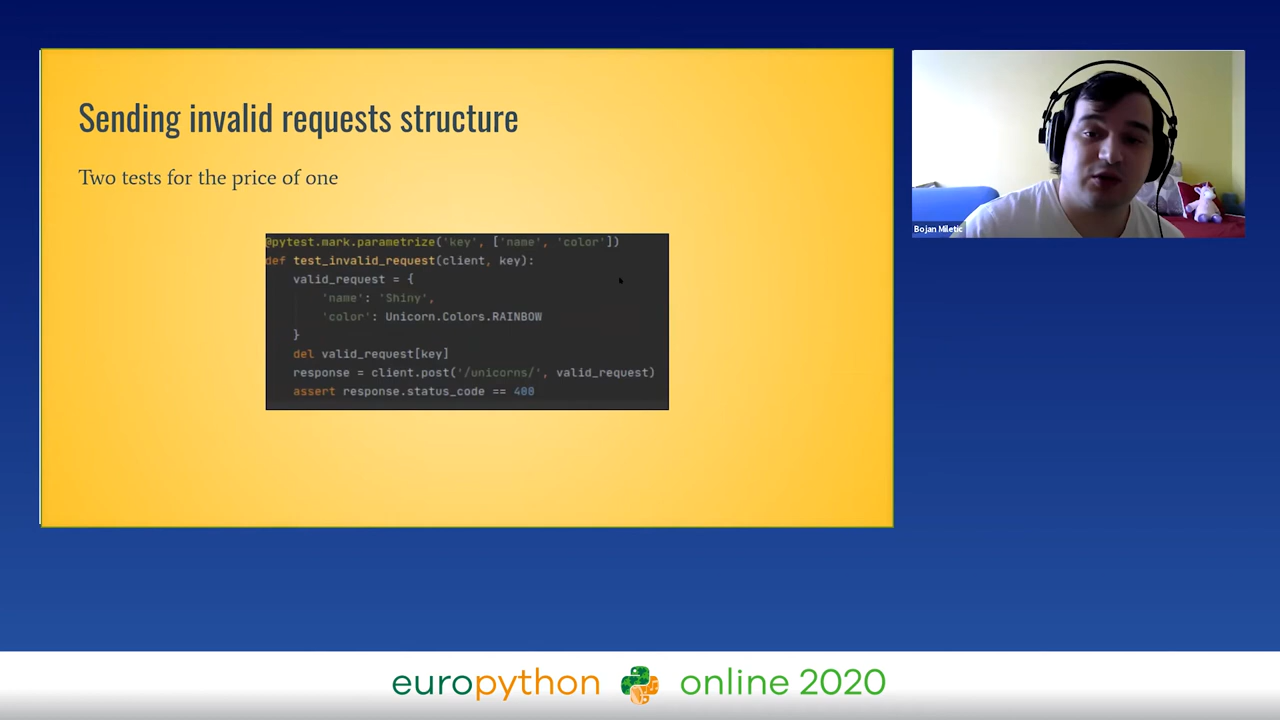 Sending invalid requests structure
Two tests for the price of one
@pytest.mark.parametrize('key', ['name', 'color'])
def test_invalid_request(client, key):
valid_request = {
'name': 'Shiny',
'color': Unicorn.Colors.RAINBOW
}
del valid_request[key]
response = client.post('/unicorns/', valid_request)
assert response.status_code == 400
Bojan Miletic
europython online 2020